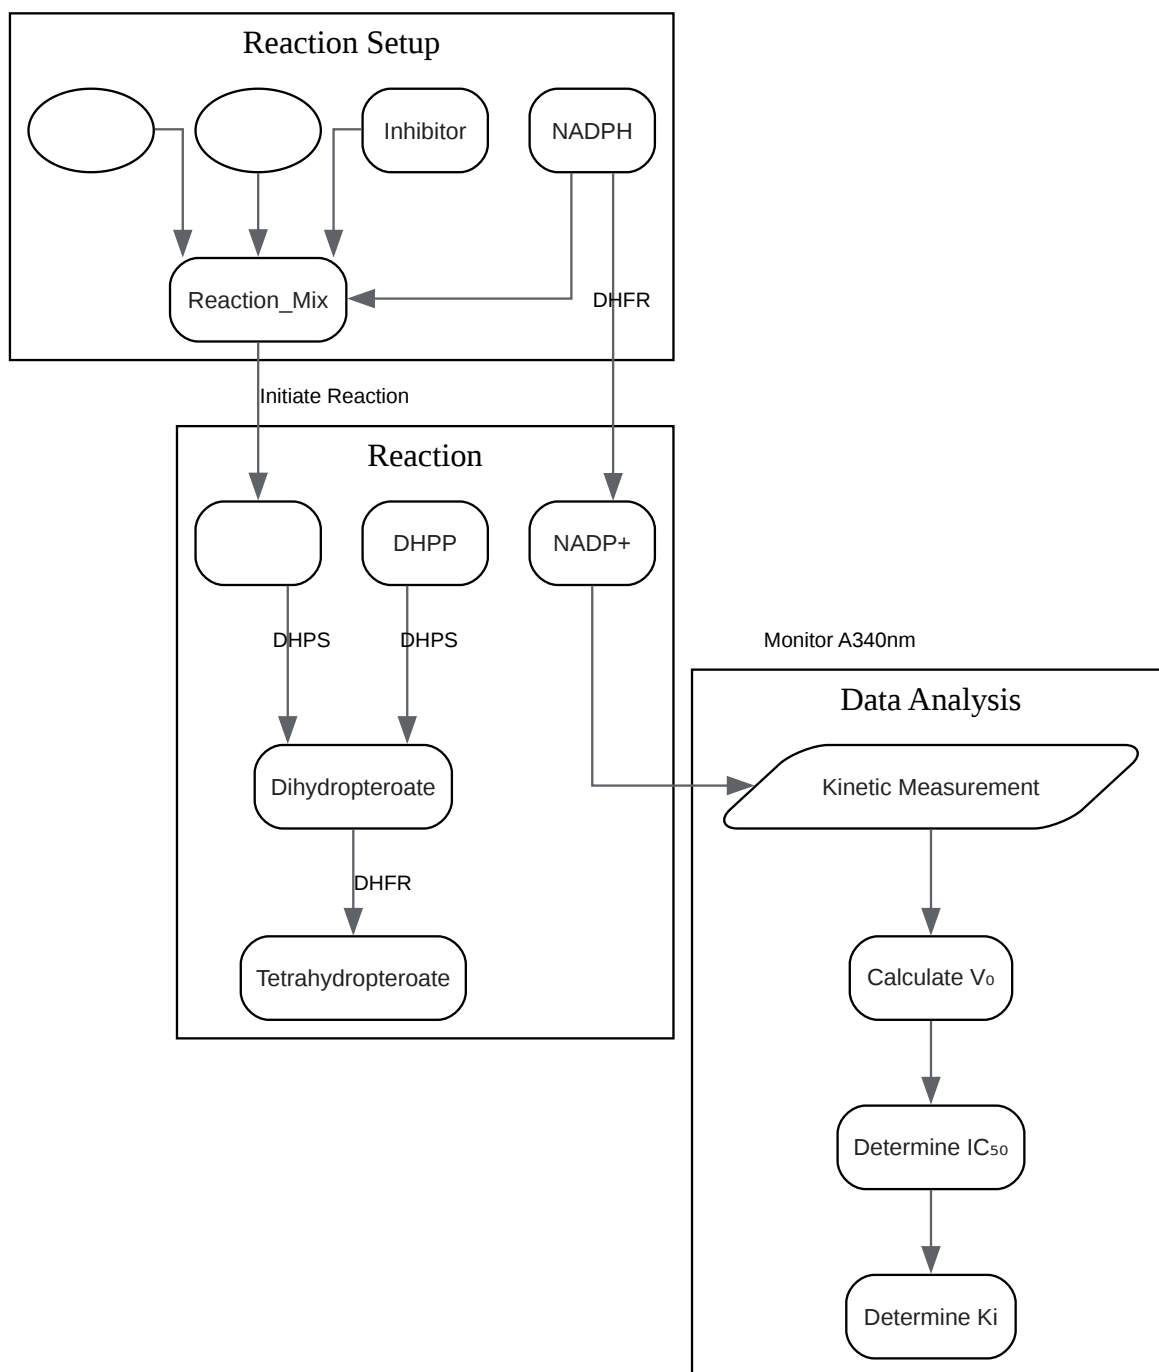 Reaction Setup
Inhibitor
NADPH
Reaction_Mix
DHFR
Initiate Reaction
Reaction
DHPP
NADP+
DHPS
DHPS
Monitor A340nm
Data Analysis
Dihydropteroate
Kinetic Measurement
DHFR
Tetrahydropteroate
Calculate V₀
Determine IC₅₀
Determine Ki